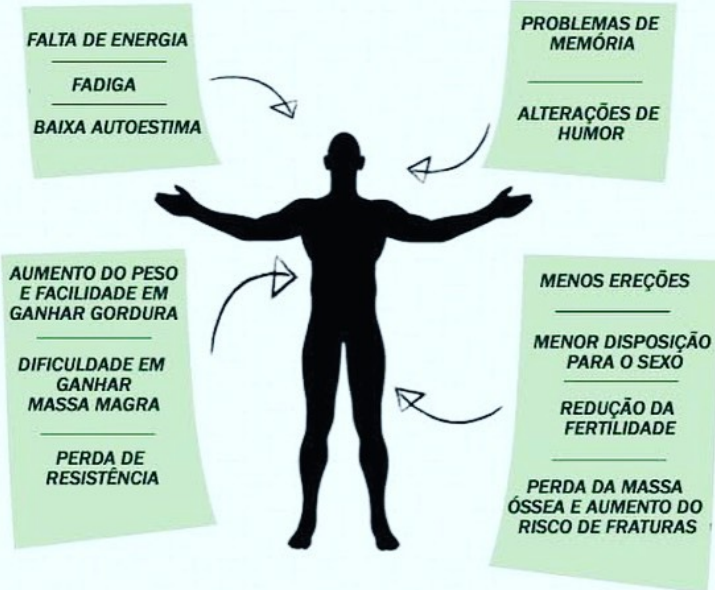 FALTA DE ENERGIA
FADIGA
BAIXA AUTOESTIMA
PROBLEMAS DE
MEMÓRIA
ALTERAÇÕES DE
HUMOR
AUMENTO DO PESO
E FACILIDADE EM
GANHAR GORDURA
DIFICULDADE EM
GANHAR
MASSA MAGRA
PERDA DE
RESISTÊNCIA
MENOS EREÇÕES
MENOR DISPOSIÇÃO
PARA O SEXO
REDUÇÃO DA
FERTILIDADE
PERDA DA MASSA
ÓSSEA E AUMENTO DO
RISCO DE FRATURAS